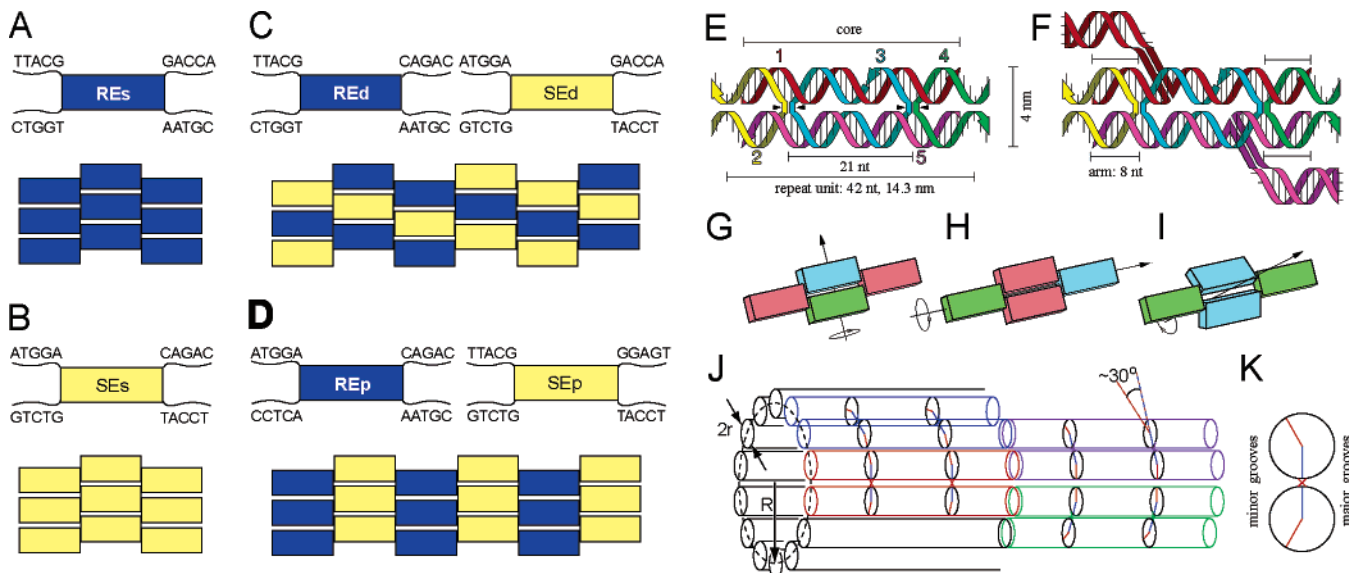 A
TTACG GACCA
REs
CTGGT AATGC
B
ATGGA CAGAC
SEs
GTCTG TACCT
C
TTACG CAGAC ATGGA GACCA
REd SEd
CTGGT AATGC GTCTG TACCT
D
ATGGA CAGAC TTACG GGAGT
REp SEp
CCTCA AATGC GTCTG TACCT
E
core
1 3 4
2 5
4 nm
21 nt
repeat unit: 42 nt, 14.3 nm
F
arm: 8 nt
G
H
I
J
2r
R
~30°
K
minor grooves
major grooves